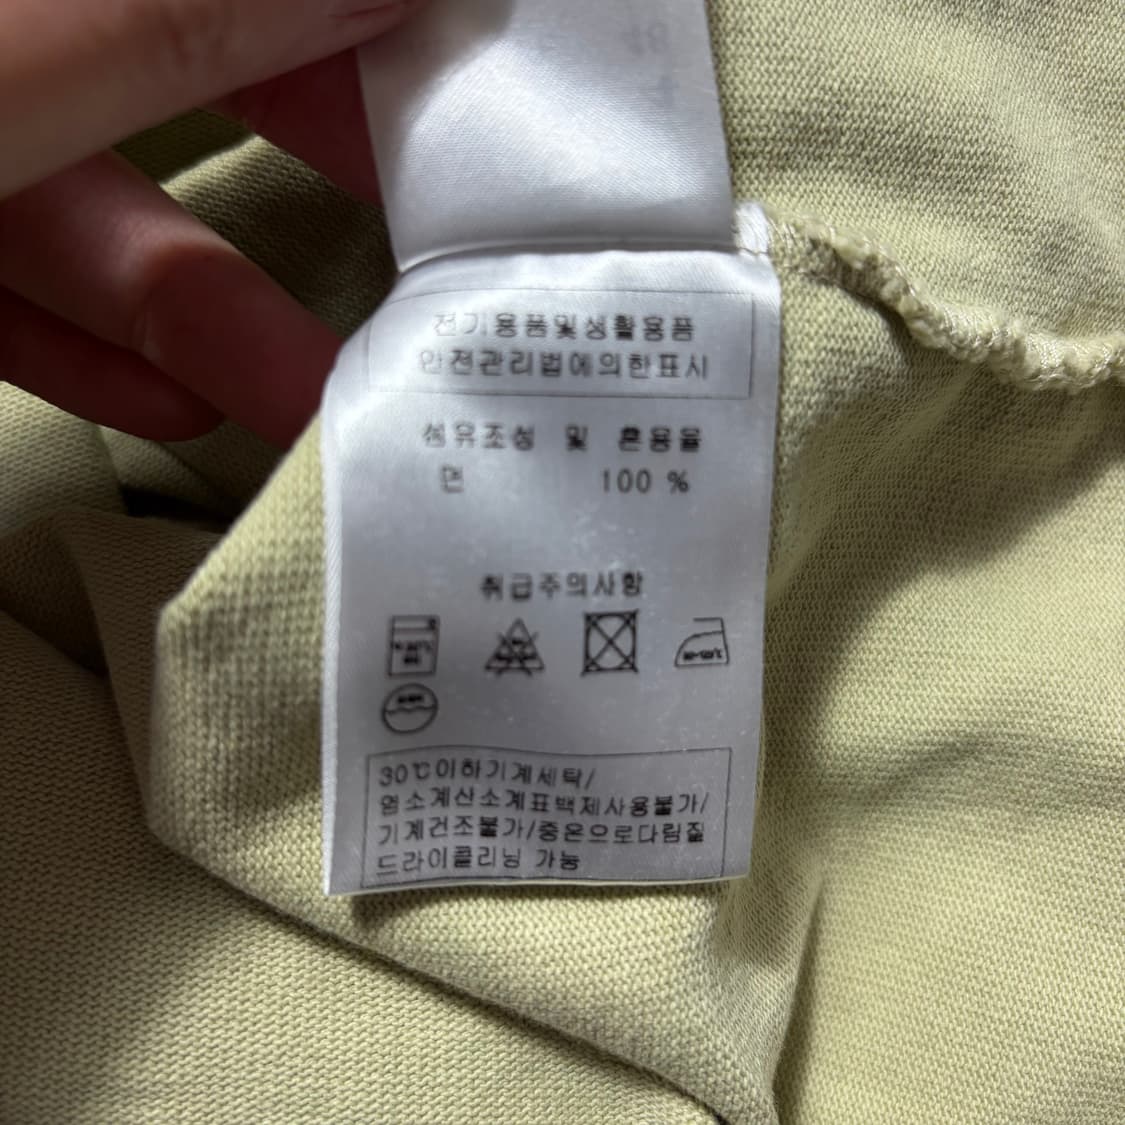 전기용품및생활용품
안전관리법에의한표시
섬유조성 및 혼용율
면 100 %
취급주의사항
30℃이하기계세탁/
염소계산소계표백제사용불가/
기계건조불가/중온으로다림질
드라이클리닝 가능